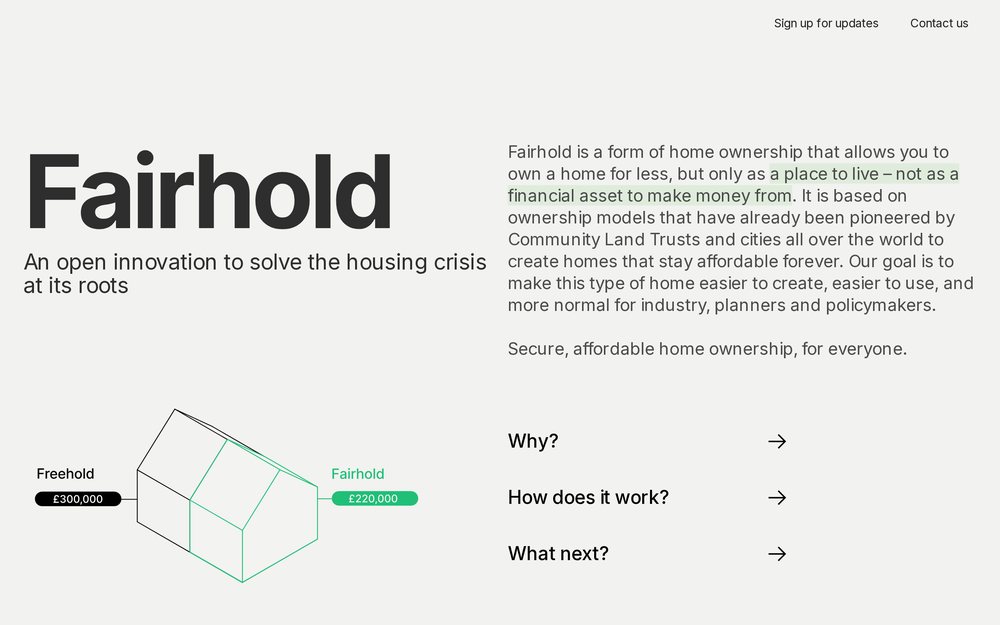 Sign up for updates
Contact us
Fairhold
An open innovation to solve the housing crisis
at its roots
Fairhold is a form of home ownership that allows you to
own a home for less, but only as a place to live – not as a
financial asset to make money from. It is based on
ownership models that have already been pioneered by
Community Land Trusts and cities all over the world to
create homes that stay affordable forever. Our goal is to
make this type of home easier to create, easier to use, and
more normal for industry, planners and policymakers.
Secure, affordable home ownership, for everyone.
Freehold
£300,000
Fairhold
£220,000
Why?
How does it work?
What next?